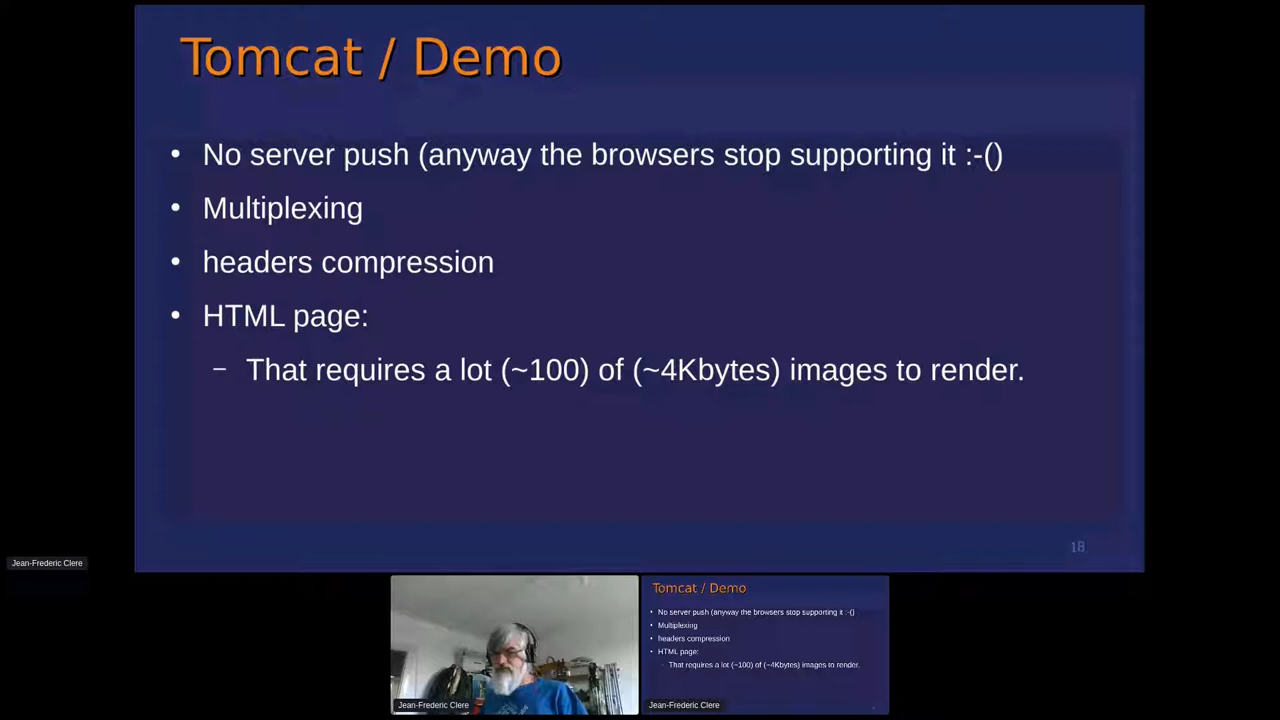 Tomcat / Demo
• No server push (anyway the browsers stop supporting it :-()
• Multiplexing
• headers compression
• HTML page:
– That requires a lot (~100) of (~4Kbytes) images to render.
18
Jean-Frederic Clere
Jean-Frederic Clere
Tomcat / Demo
• No server push (anyway the browsers stop supporting it :-()
• Multiplexing
• headers compression
• HTML page:
– That requires a lot (~100) of (~4Kbytes) images to render.
Jean-Frederic Clere